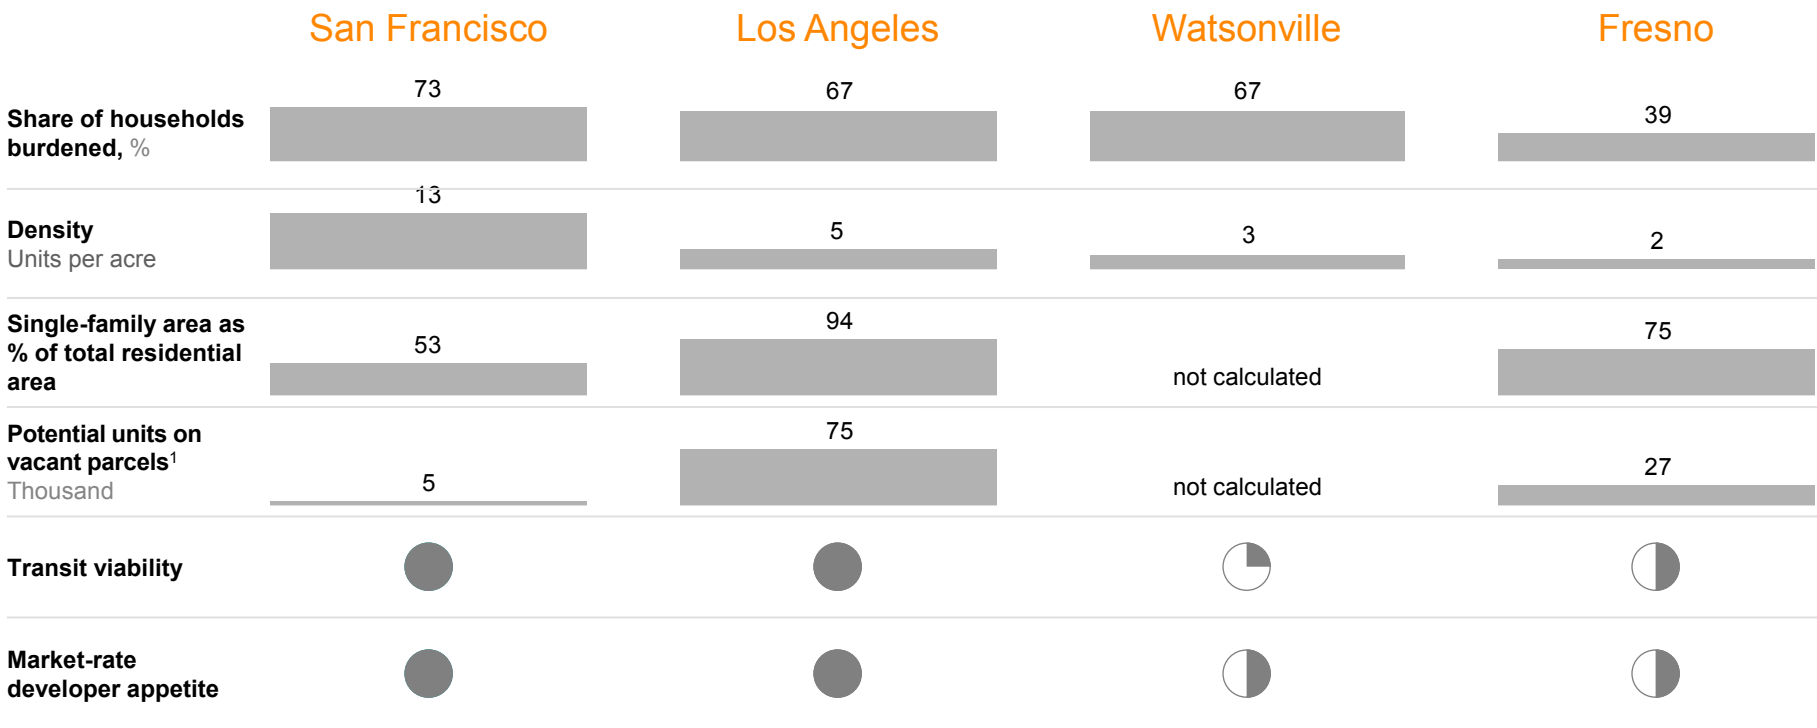 San Francisco Los Angeles Watsonville Fresno
73 67 67 39
Share of households
burdened, %
13 5 3 2
Density
Units per acre
Single-family area as
% of total residential
area
53 94 not calculated 75
Potential units on
vacant parcels¹
Thousand
5 75 not calculated 27
Transit viability
Market-rate
developer appetite